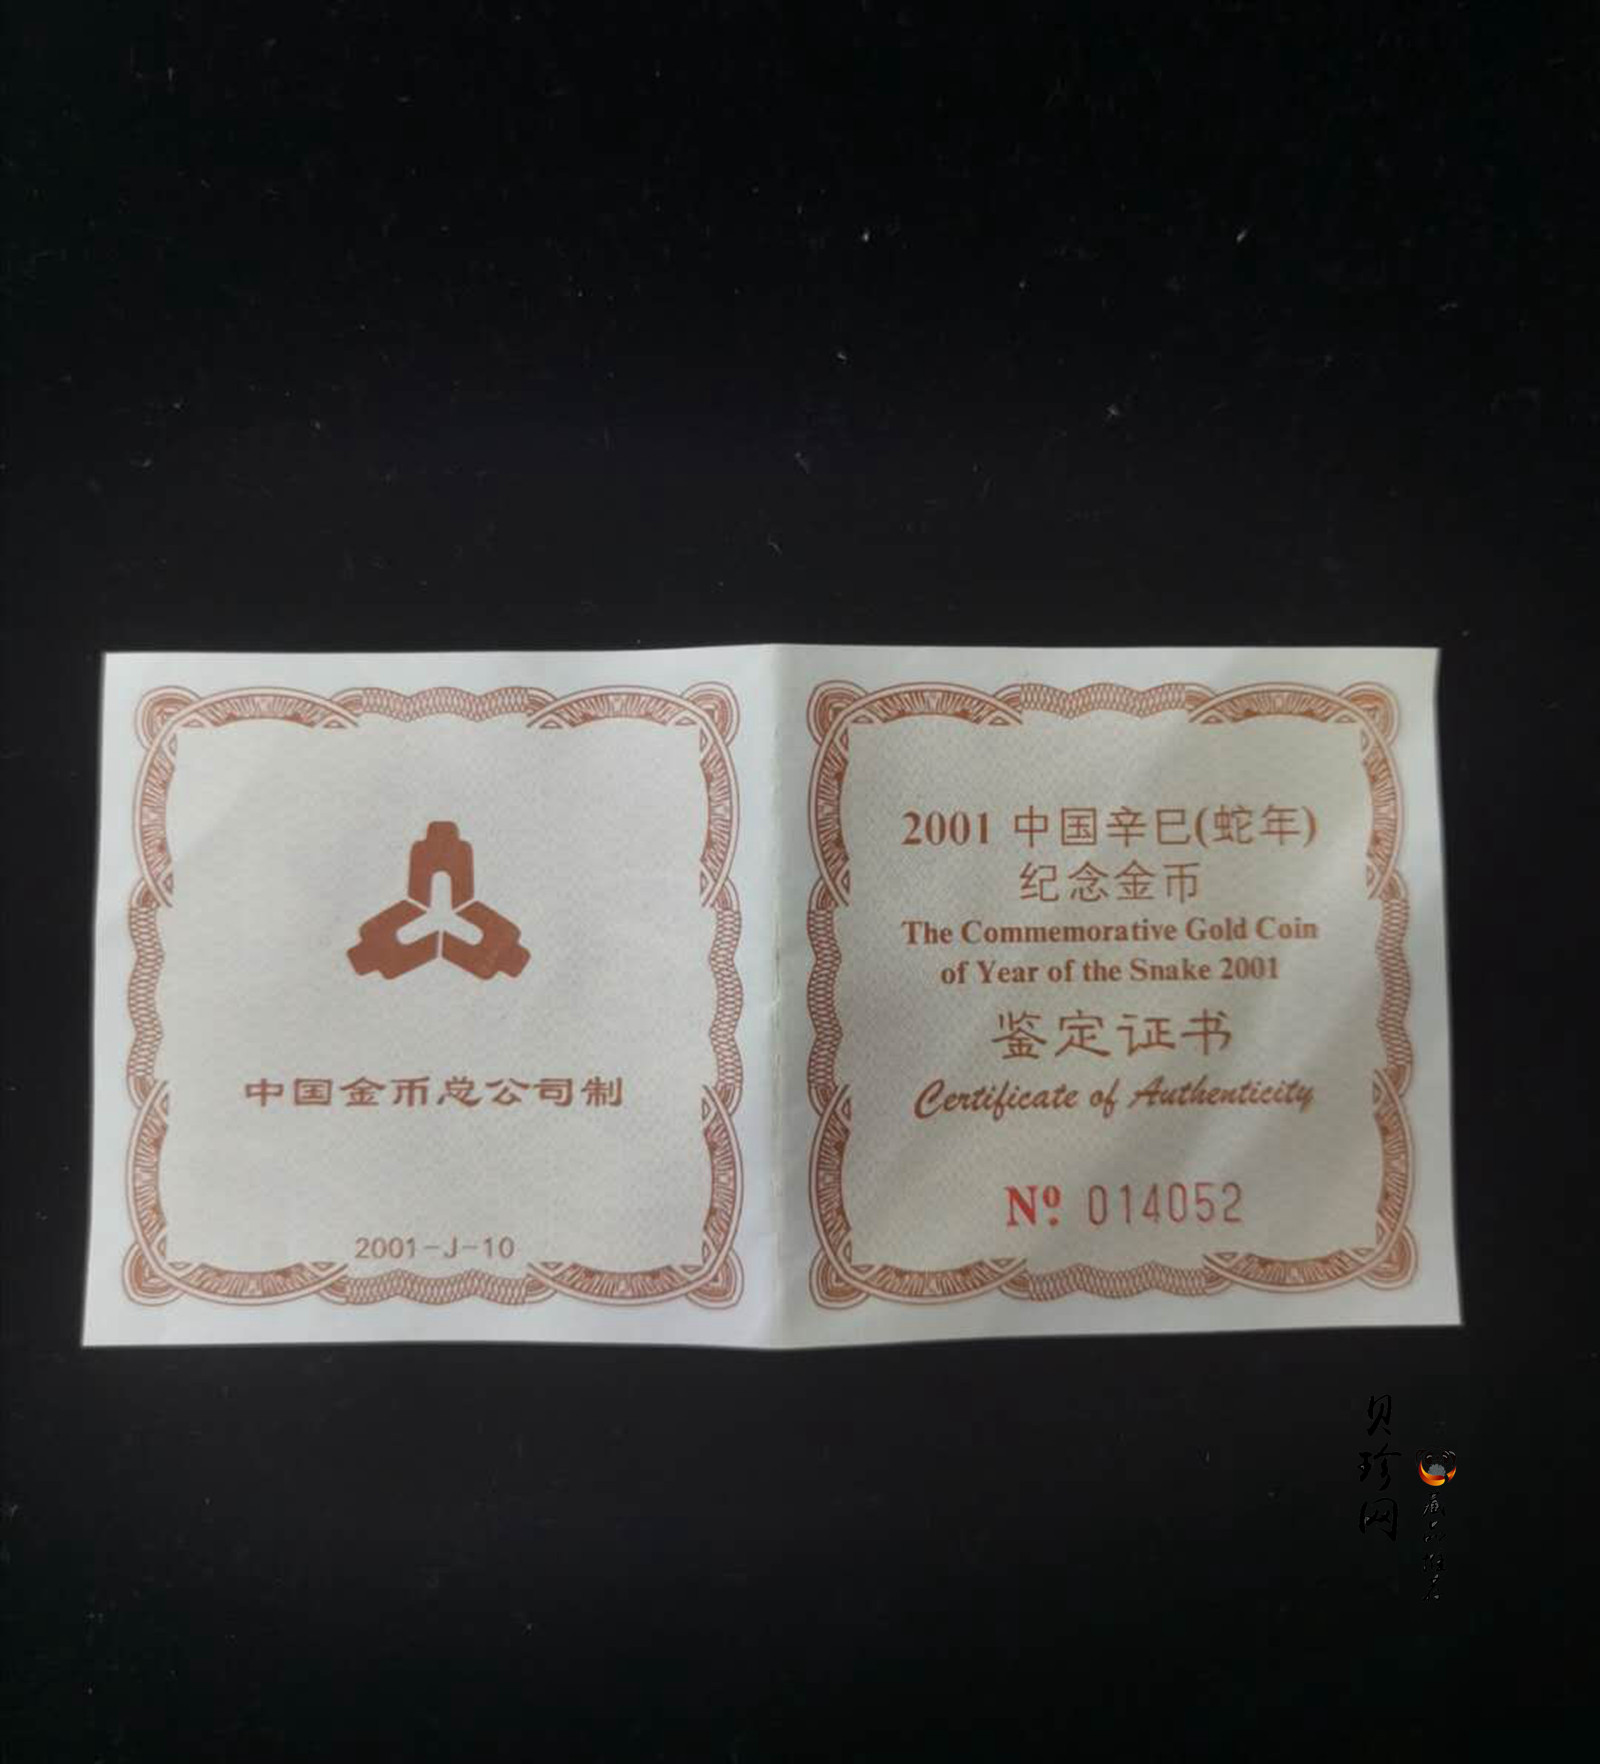 中国金币总公司制
2001-J-10
2001 中国辛巳(蛇年)
纪念金币
The Commemorative Gold Coin
of Year of the Snake 2001
鉴定证书
Certificate of Authenticity
Nº 014052
贝珍网